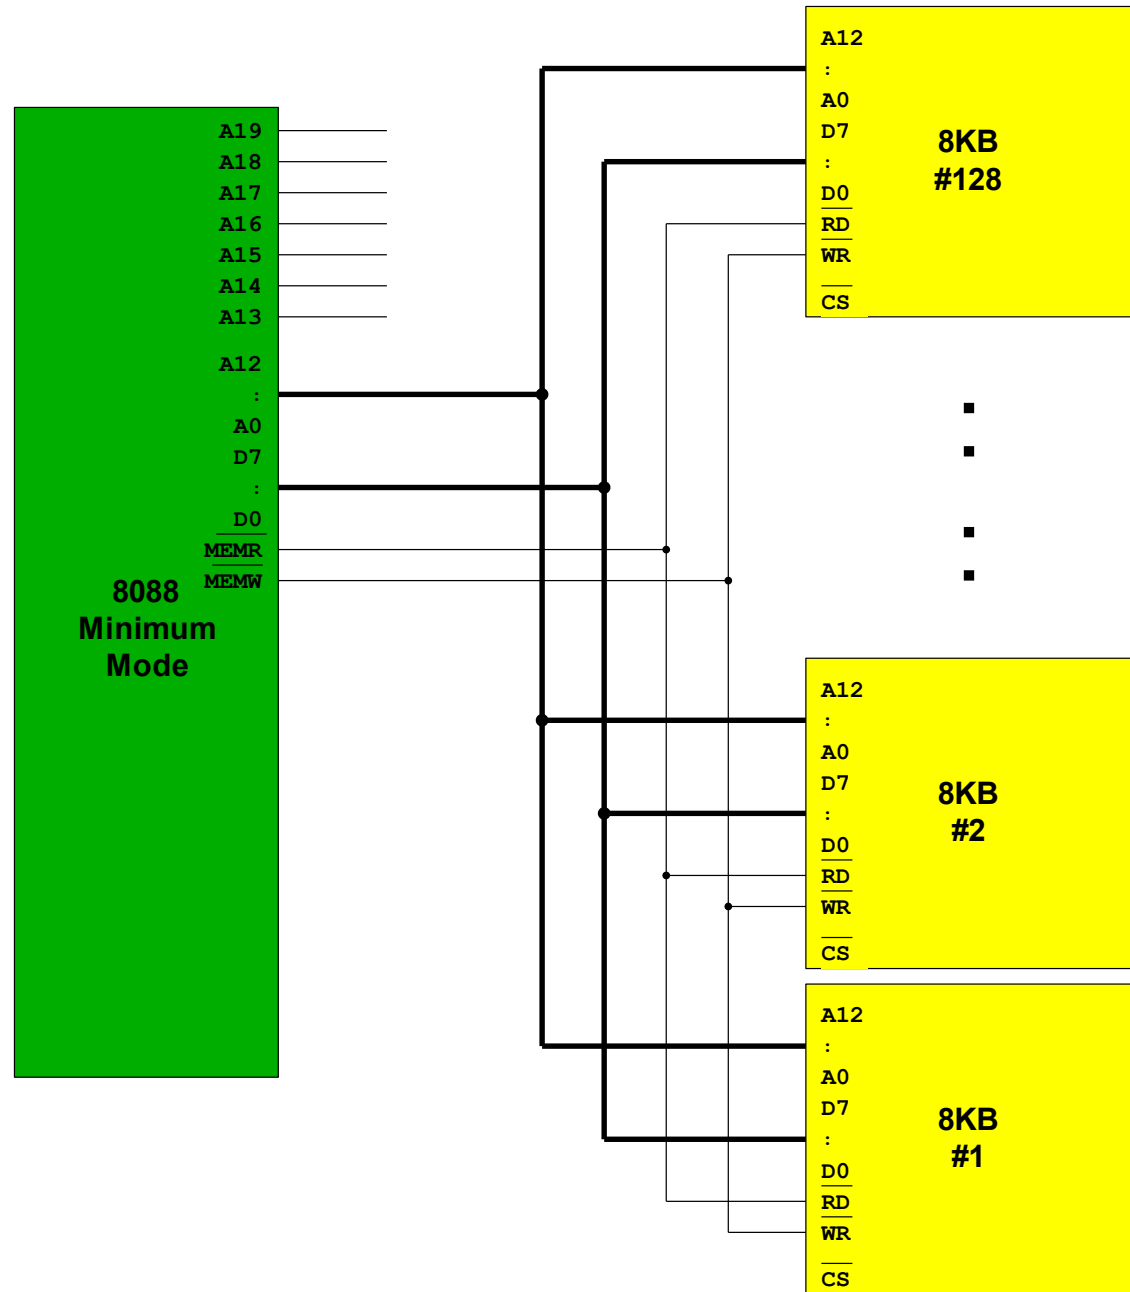 A19
A18
A17
A16
A15
A14
A13
A12
:
A0
D7
:
D0
MEMR
MEMW
8088
Minimum
Mode
A12
:
A0
D7
:
D0
RD
WR
CS
8KB
#128
A12
:
A0
D7
:
D0
RD
WR
CS
8KB
#2
A12
:
A0
D7
:
D0
RD
WR
CS
8KB
#1